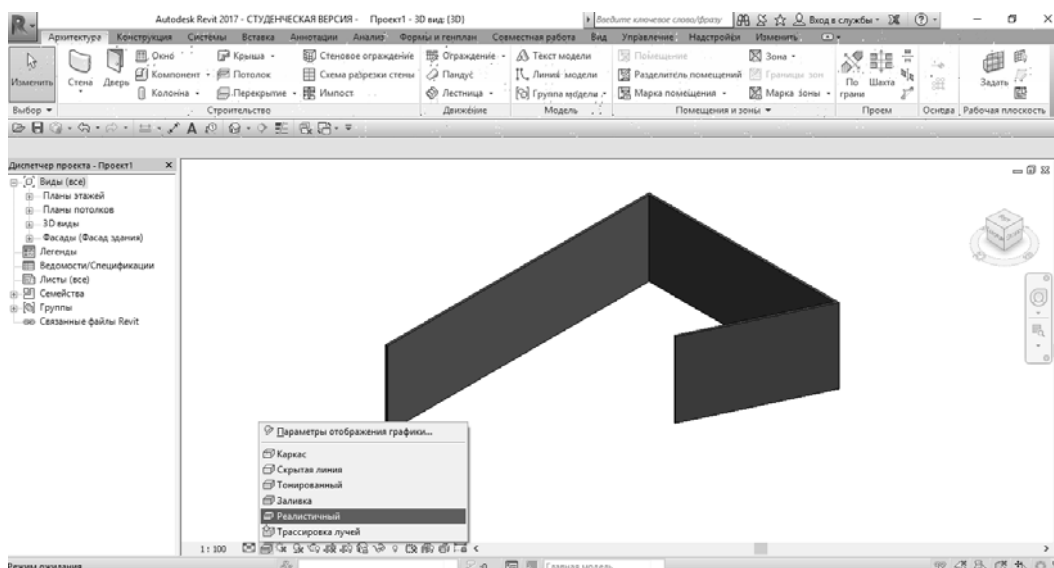 Autodesk Revit 2017 - СТУДЕНЧЕСКАЯ ВЕРСИЯ - Проект1 - 3D вид: {3D} Введите ключевое слово/фразу Вход в службы
Архитектура Конструкция Системы Вставка Аннотации Анализ Формы и генплан Совместная работа Вид Управление Надстройки Изменить
Изменить
Стена
Дверь
Окно
Компонент
Колонна
Крыша
Потолок
Перекрытие
Стеновое ограждение
Схема разрезки стены
Импост
Ограждение
Пандус
Лестница
Текст модели
Линия модели
Группа модели
Помещение
Разделитель помещений
Марка помещения
Зона
Границы зон
Марка зоны
По грани
Шахта
Задать
Выбор Строительство Движение Модель Помещения и зоны Проем Основа Рабочая плоскость
Диспетчер проекта - Проект1
Виды (все)
Планы этажей
Планы потолков
3D виды
Фасады (Фасад здания)
Легенды
Ведомости/Спецификации
Листы (все)
Семейства
Группы
Связанные файлы Revit
Параметры отображения графики...
Каркас
Скрытая линия
Тонированный
Заливка
Реалистичный
Трассировка лучей
1 : 100
Режим ожидания
Главная модель